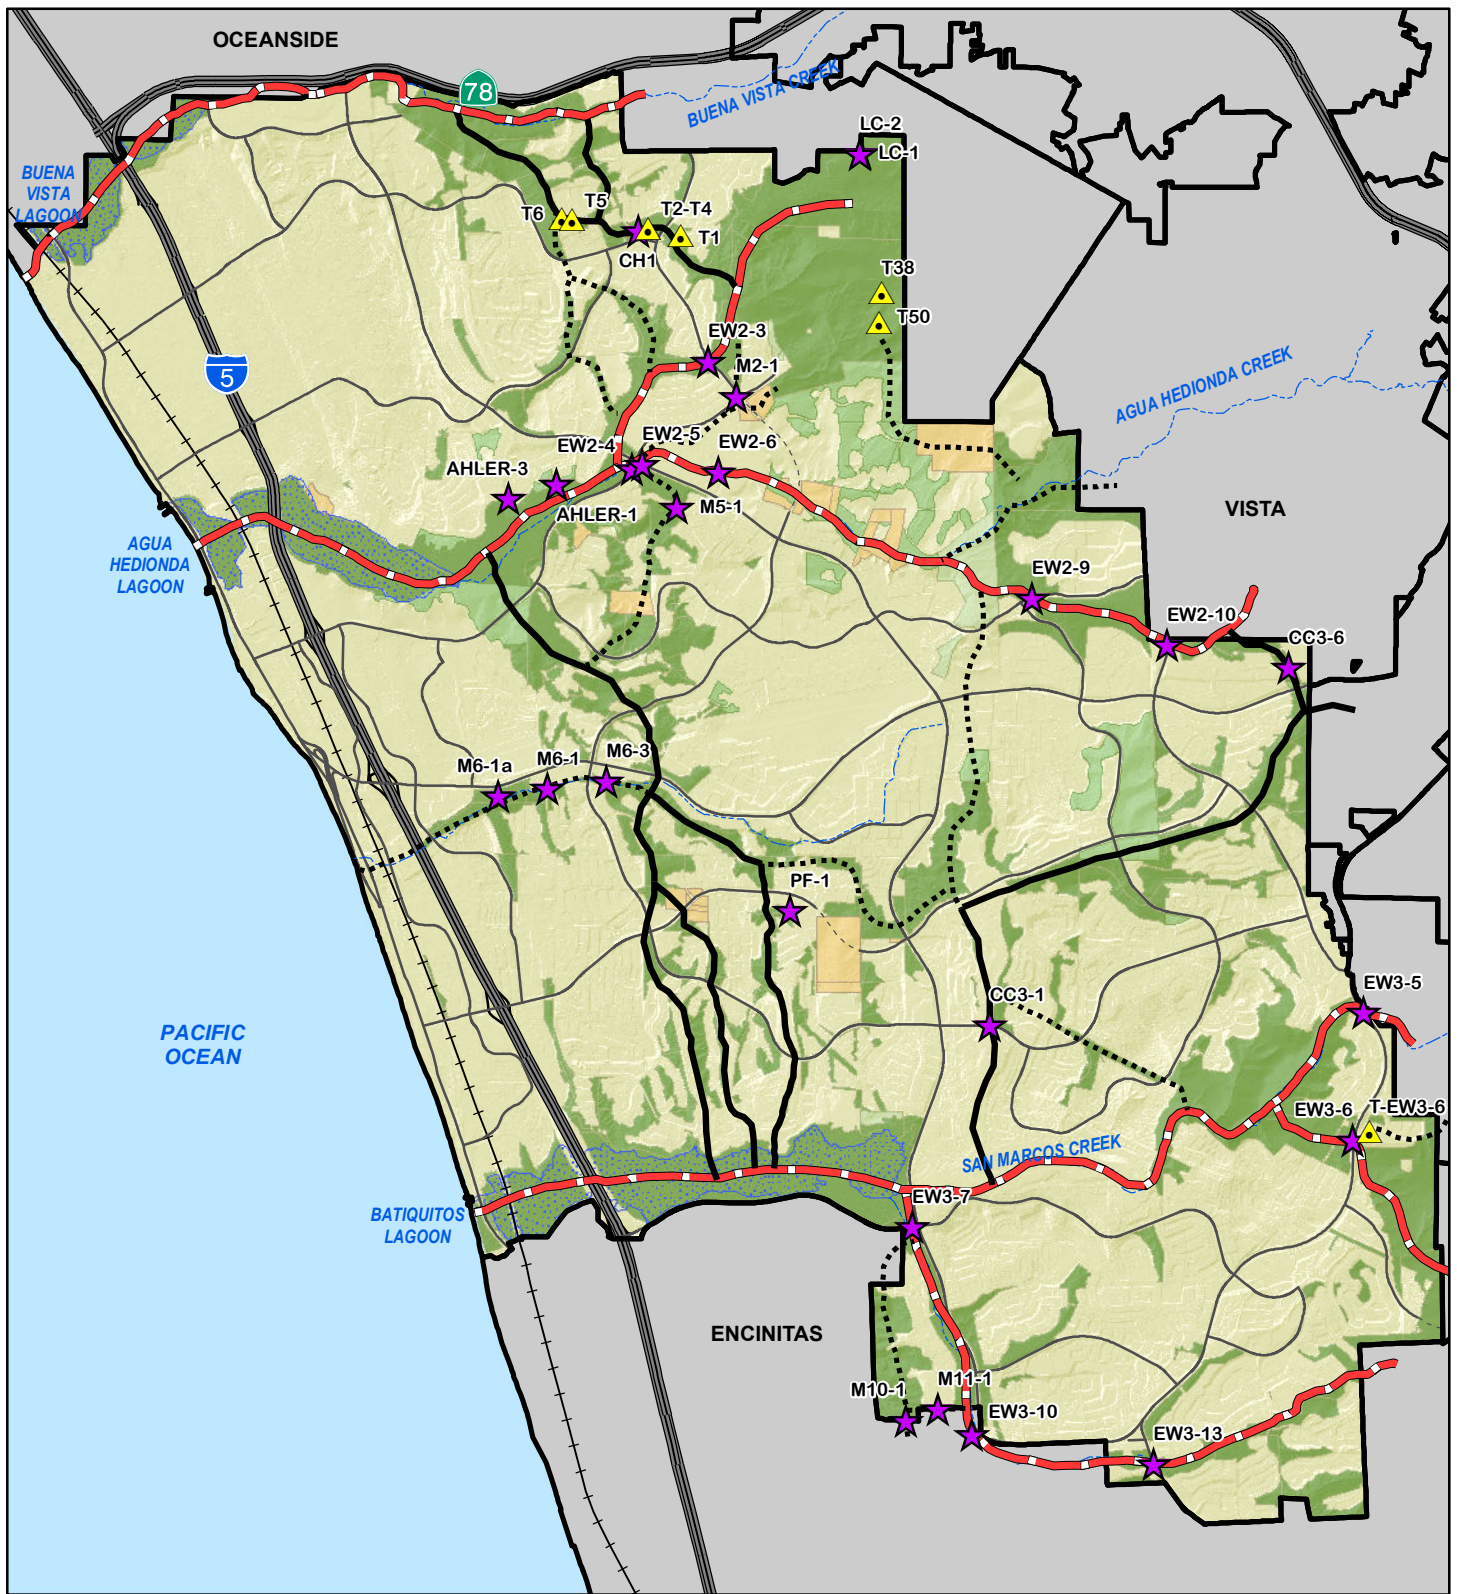 OCEANSIDE
78
BUENA VISTA CREEK
LC-2
LC-1
BUENA
VISTA
LAGOON
T6
T5
T2-T4
T1
CH1
T38
T50
EW2-3
M2-1
5
AGUA HEDIONDA CREEK
EW2-4
EW2-5
EW2-6
AHLER-3
AHLER-1
M5-1
VISTA
AGUA
HEDIONDA
LAGOON
EW2-9
EW2-10
CC3-6
M6-1a
M6-1
M6-3
PF-1
CC3-1
EW3-5
PACIFIC
OCEAN
EW3-6
T-EW3-6
SAN MARCOS CREEK
EW3-7
BATIQUITOS
LAGOON
ENCINITAS
M10-1
M11-1
EW3-10
EW3-13